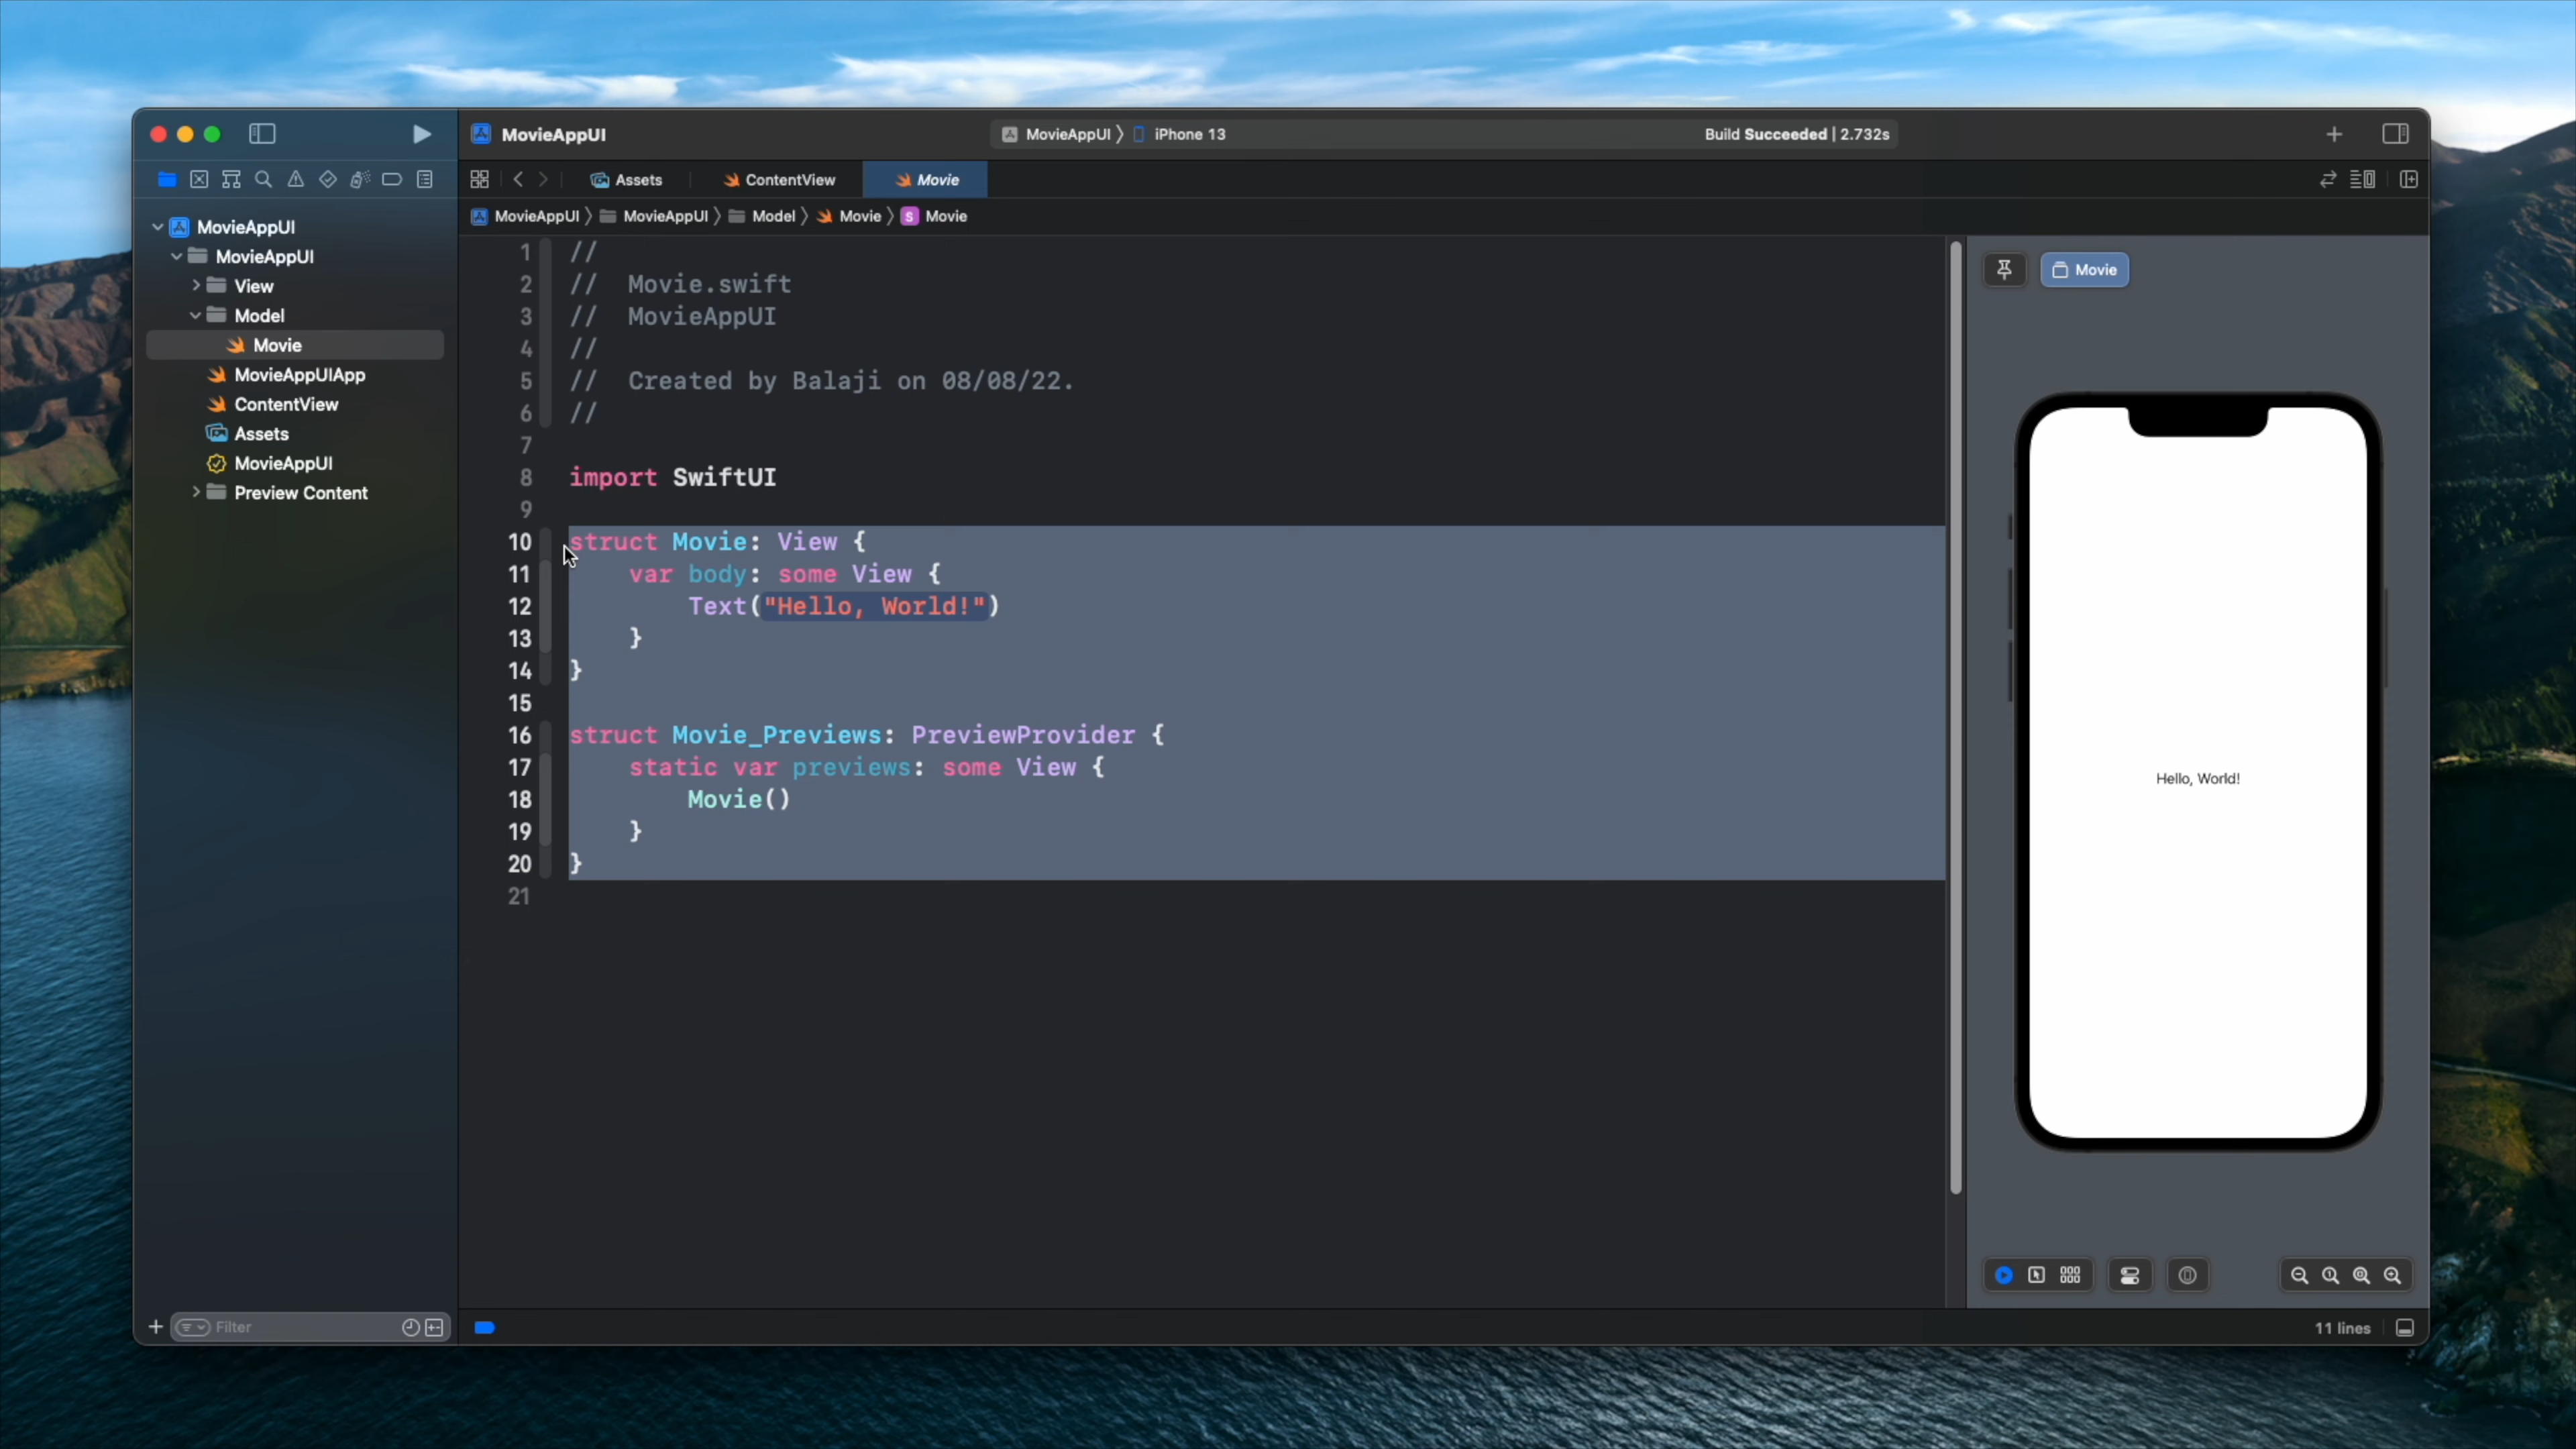 MovieAppUI
MovieAppUI 〉 iPhone 13
Build Succeeded | 2.732s
Assets
ContentView
Movie
MovieAppUI 〉 MovieAppUI 〉 Model 〉 Movie 〉 S Movie
MovieAppUI
MovieAppUI
View
Model
Movie
MovieAppUIApp
ContentView
Assets
MovieAppUI
Preview Content
Filter
1 //
2 //  Movie.swift
3 //  MovieAppUI
4 //
5 //  Created by Balaji on 08/08/22.
6 //
7
8 import SwiftUI
9
10 struct Movie: View {
11     var body: some View {
12         Text("Hello, World!")
13     }
14 }
15
16 struct Movie_Previews: PreviewProvider {
17     static var previews: some View {
18         Movie()
19     }
20 }
21
Movie
Hello, World!
11 lines